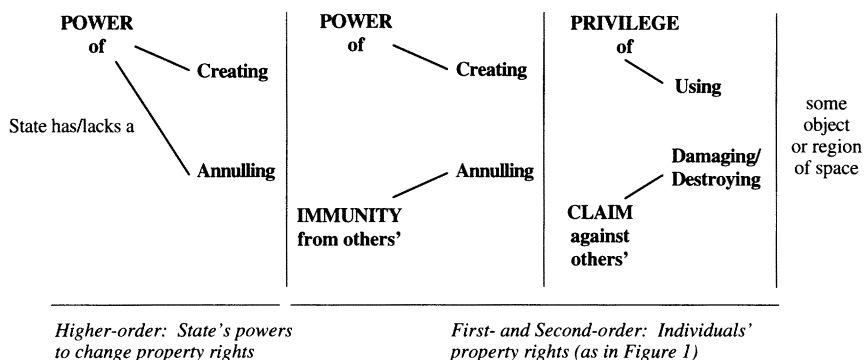 POWER
of
Creating
State has/lacks a
Annulling
POWER
of
Creating
Annulling
IMMUNITY
from others'
PRIVILEGE
of
Using
Damaging/
Destroying
CLAIM
against
others'
some
object
or region
of space
Higher-order: State's powers
to change property rights
First- and Second-order: Individuals'
property rights (as in Figure 1)